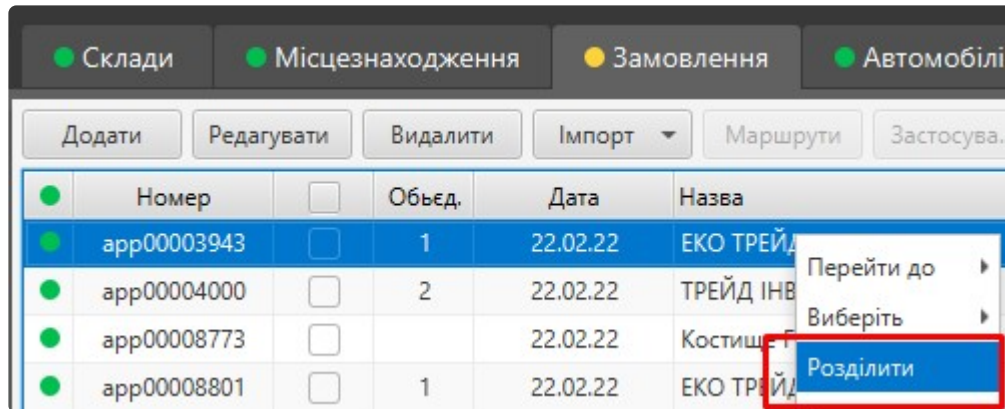 Склади Місцезнаходження Замовлення Автомобілі
Додати Редагувати Видалити Імпорт Маршрути Застосува...
Номер Обьєд. Дата Назва
app00003943 1 22.02.22 ЕКО ТРЕЙД
app00004000 2 22.02.22 ТРЕЙД ІНВ
app00008773 22.02.22 Костище Г
app00008801 1 22.02.22 ЕКО ТРЕЙД
Перейти до
Виберіть
Розділити